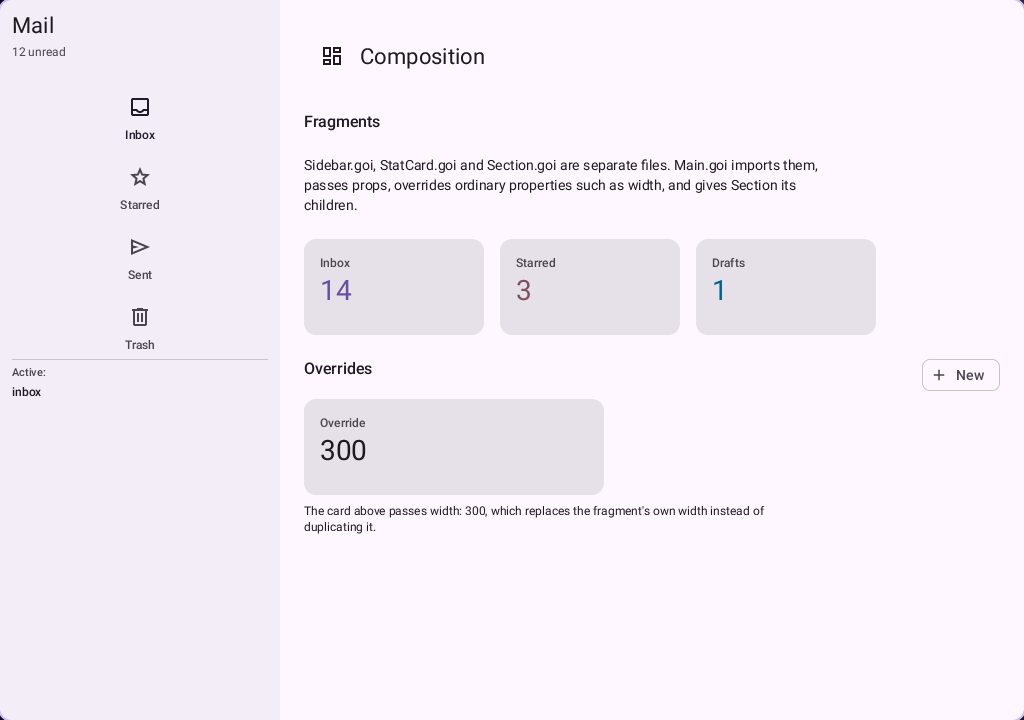 Mail
12 unread
Inbox
Starred
Sent
Trash
Active:
inbox
Composition
Fragments
Sidebar.goi, StatCard.goi and Section.goi are separate files. Main.goi imports them,
passes props, overrides ordinary properties such as width, and gives Section its
children.
Inbox
14
Starred
3
Drafts
1
Overrides
New
Override
300
The card above passes width: 300, which replaces the fragment's own width instead of
duplicating it.